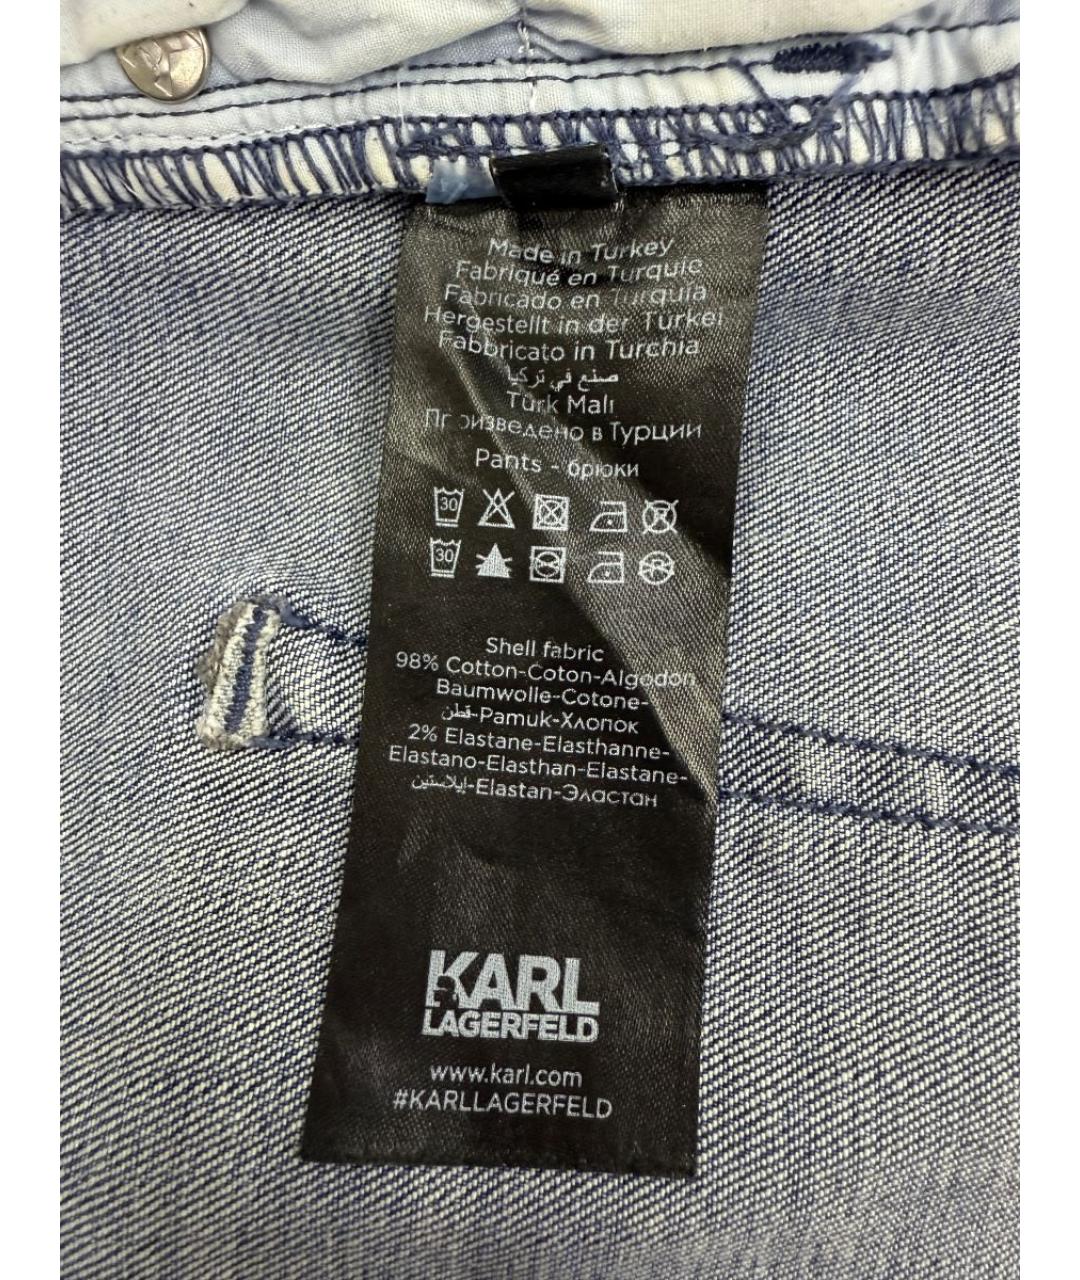 Made in Turkey
Fabriqué en Turquie
Fabricado en Turquía
Hergestellt in der Türkei
Fabbricato in Turchia
صنع في تركيا
Türk Malı
Произведено в Турции
Pants - брюки
30
30
Shell fabric
98% Cotton-Coton-Algodon
Baumwolle-Cotone-
قطن-Pamuk-Хлопок
2% Elastane-Elasthanne-
Elastano-Elasthan-Elastane-
إيلاستين-Elastan-Эластан
KARL
LAGERFELD
www.karl.com
#KARLLAGERFELD